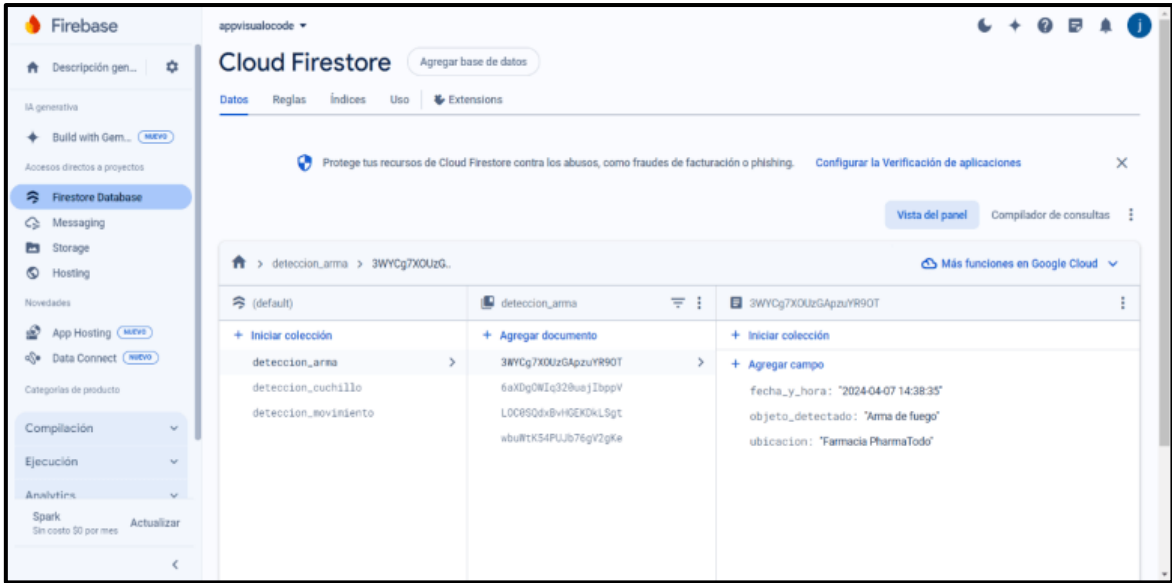 Firebase
appvisualocode
Descripción gen...
IA generativa
Build with Gem... NUEVO
Accesos directos a proyectos
Firestore Database
Messaging
Storage
Hosting
Novedades
App Hosting NUEVO
Data Connect NUEVO
Categorías de producto
Compilación
Ejecución
Analytics
Spark
Sin costo $0 por mes
Actualizar
j
Cloud Firestore
Agregar base de datos
Datos Reglas Índices Uso Extensions
Protege tus recursos de Cloud Firestore contra los abusos, como fraudes de facturación o phishing. Configurar la Verificación de aplicaciones
Vista del panel Compilador de consultas
deteccion_arma > 3WYCg7XOUzG..
Más funciones en Google Cloud
(default)
+ Iniciar colección
deteccion_arma
deteccion_cuchillo
deteccion_movimiento
deteccion_arma
+ Agregar documento
3WYCg7XOUzGApzuYR9OT
6aXDgOWIq320uajIbppV
LOC0SQdxBvHGEKDkLSgt
wbuWtK54PUJb76gV2gKe
3WYCg7XOUzGApzuYR9OT
+ Iniciar colección
+ Agregar campo
fecha_y_hora: "2024-04-07 14:38:35"
objeto_detectado: "Arma de fuego"
ubicacion: "Farmacia PharmaTodo"